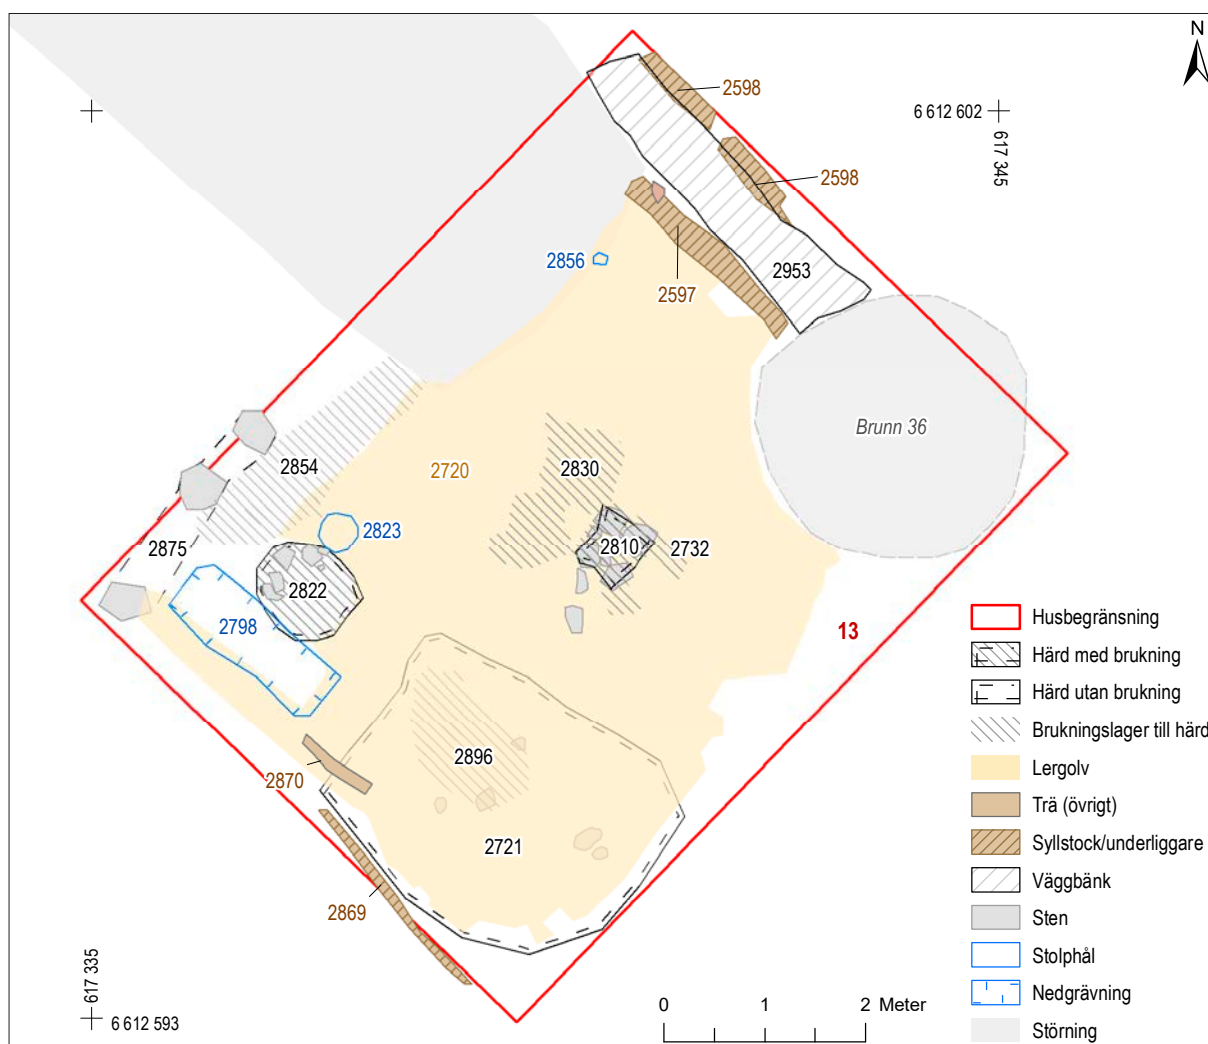 N
2598
6 612 602
617 345
2598
2856
2953
2597
Brunn 36
2854
2720
2830
2823
2875
2810
2732
2822
2798
13
2896
2870
2721
2869
617 335
6 612 593
0 1 2 Meter
Husbegränsning
Härd med brukning
Härd utan brukning
Brukningslager till härd
Lergolv
Trä (övrigt)
Syllstock/underliggare
Väggbänk
Sten
Stolphål
Nedgrävning
Störning